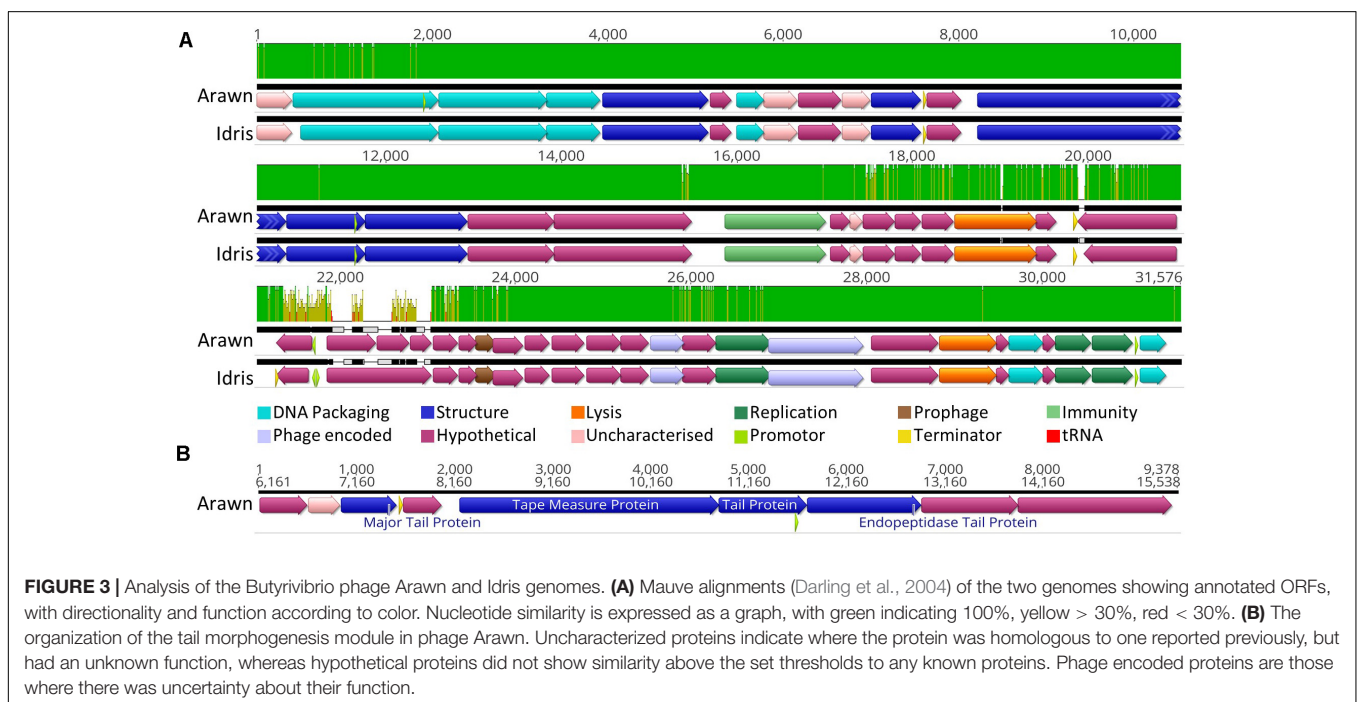 A
1 2,000 4,000 6,000 8,000 10,000
Arawn
Idris
12,000 14,000 16,000 18,000 20,000
Arawn
Idris
22,000 24,000 26,000 28,000 30,000 31,576
Arawn
Idris
DNA Packaging Structure Lysis Replication Prophage Immunity
Phage encoded Hypothetical Uncharacterised Promotor Terminator tRNA
B
1 1,000 2,000 3,000 4,000 5,000 6,000 7,000 8,000 9,378
6,161 7,160 8,160 9,160 10,160 11,160 12,160 13,160 14,160 15,538
Arawn Tape Measure Protein Tail Protein
Major Tail Protein Endopeptidase Tail Protein
FIGURE 3 | Analysis of the Butyrivibrio phage Arawn and Idris genomes. (A) Mauve alignments (Darling et al., 2004) of the two genomes showing annotated ORFs,
with directionality and function according to color. Nucleotide similarity is expressed as a graph, with green indicating 100%, yellow > 30%, red < 30%. (B) The
organization of the tail morphogenesis module in phage Arawn. Uncharacterized proteins indicate where the protein was homologous to one reported previously, but
had an unknown function, whereas hypothetical proteins did not show similarity above the set thresholds to any known proteins. Phage encoded proteins are those
where there was uncertainty about their function.